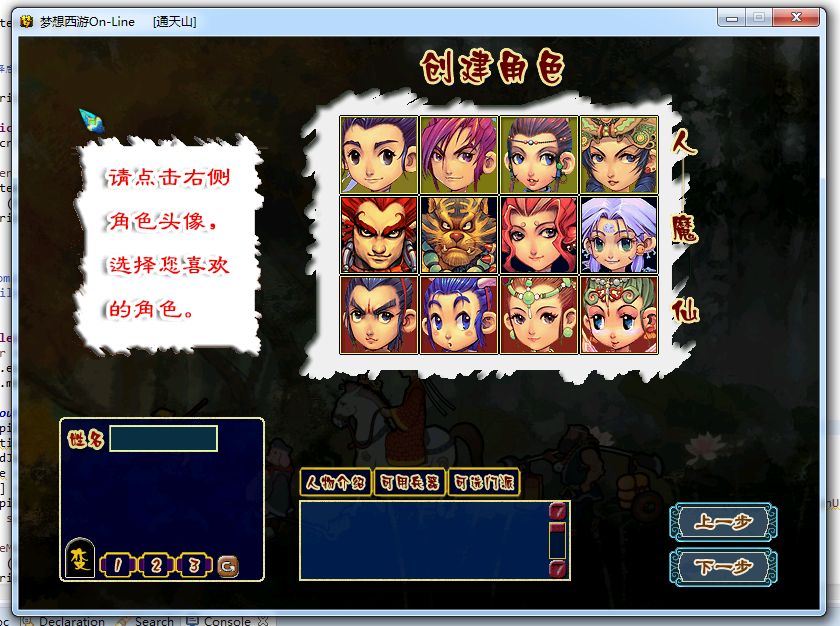 梦想西游On-Line [通天山]
创建角色
请点击右侧
角色头像，
选择您喜欢
的角色。
人
魔
仙
姓名
变
1 2 3
人物介绍 可用兵器 可选门派
上一步
下一步
Declaration Search Console